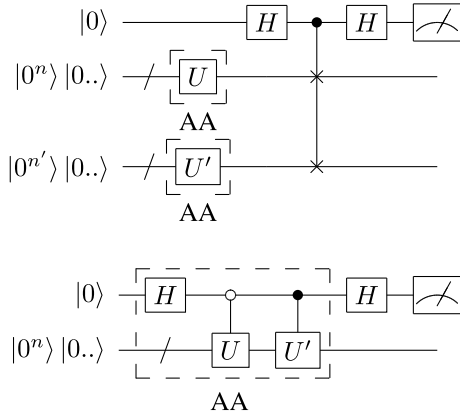 |0⟩ H H
|0ⁿ⟩ |0..⟩ U
AA
|0ⁿ'⟩ |0..⟩ U'
AA
|0⟩ H H
|0ⁿ⟩ |0..⟩ U U'
AA